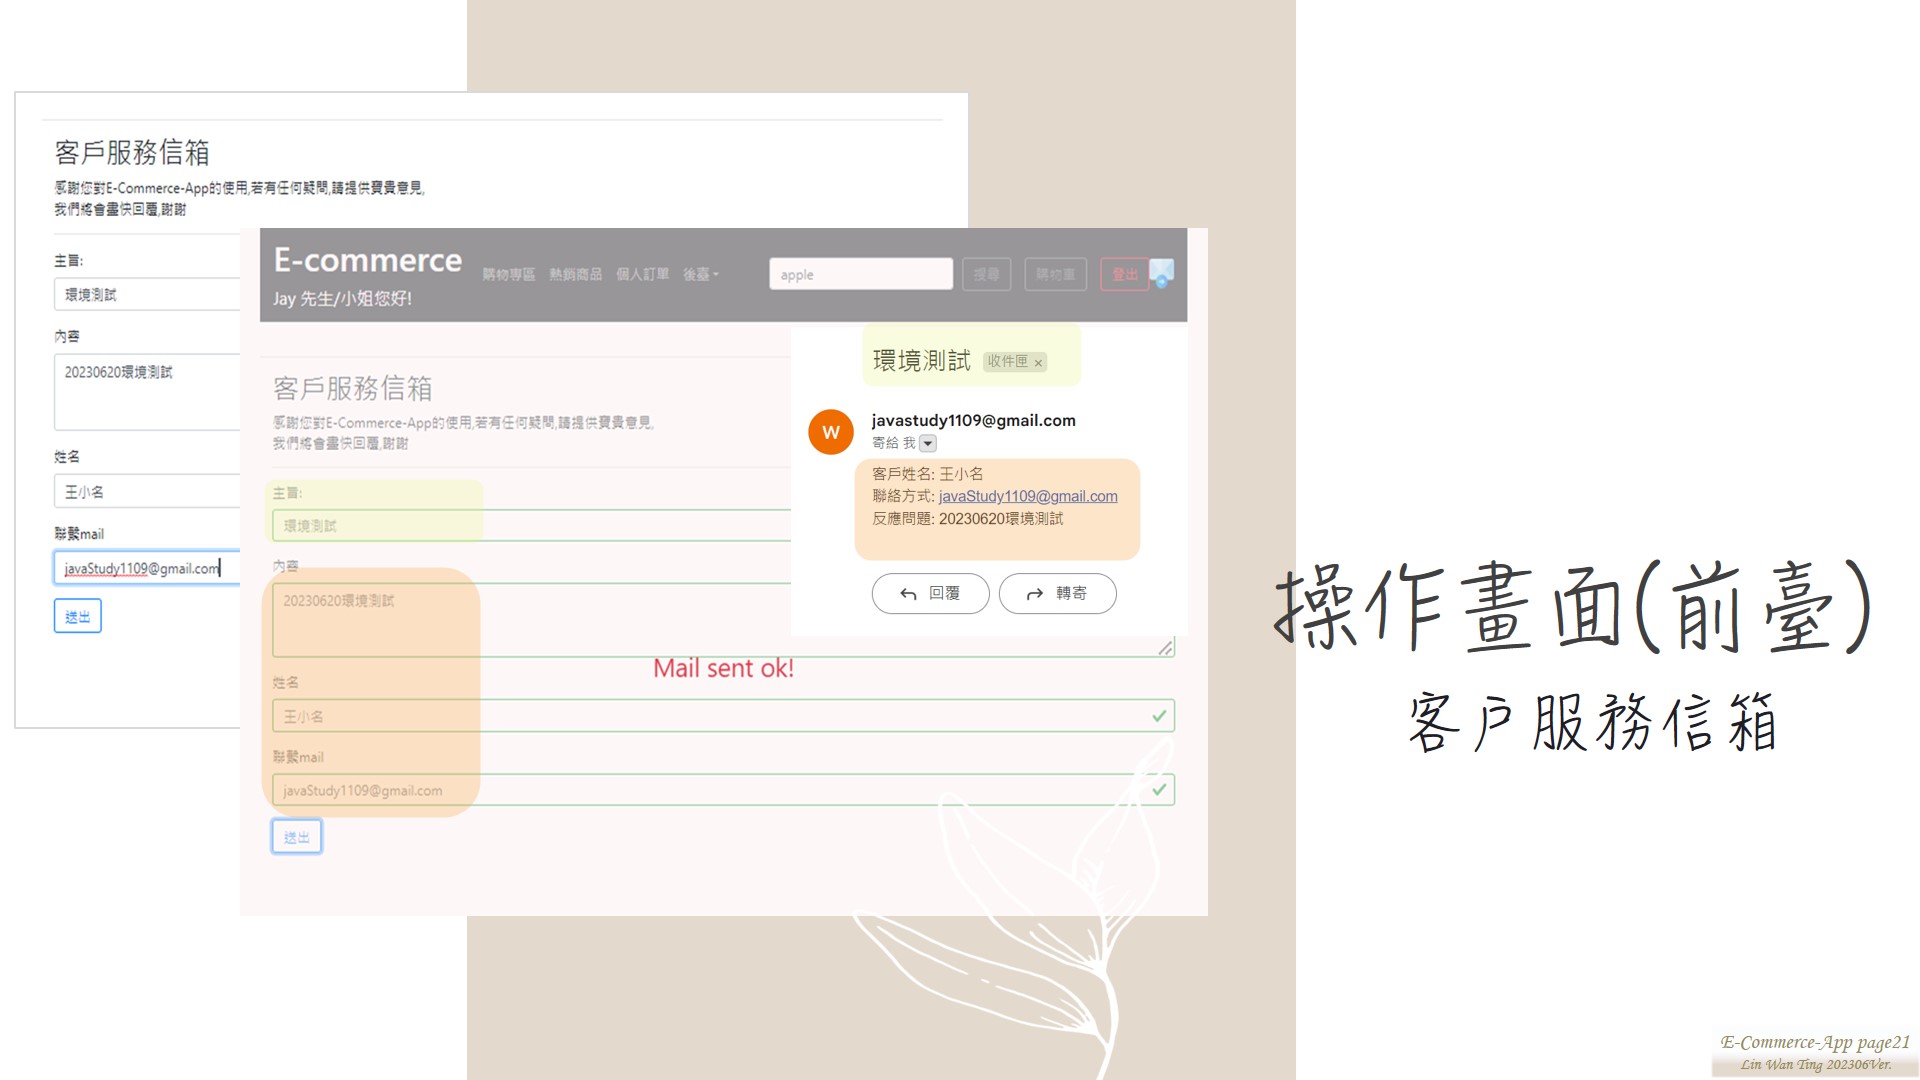 客戶服務信箱
感謝您對E-Commerce-App的使用,若有任何疑問,請提供寶貴意見,
我們將會盡快回覆,謝謝
主旨:
環境測試
內容
20230620環境測試
姓名
王小名
聯繫mail
javaStudy1109@gmail.com
送出
E-commerce
Jay 先生/小姐您好!
購物專區 熱銷商品 個人訂單 後臺
apple
搜尋 購物車 登出
客戶服務信箱
感謝您對E-Commerce-App的使用,若有任何疑問,請提供寶貴意見,
我們將會盡快回覆,謝謝
主旨:
環境測試
內容
20230620環境測試
Mail sent ok!
姓名
王小名
聯繫mail
javaStudy1109@gmail.com
送出
環境測試 收件匣 ×
W
javastudy1109@gmail.com
寄給 我
客戶姓名: 王小名
聯絡方式: javaStudy1109@gmail.com
反應問題: 20230620環境測試
回覆 轉寄
操作畫面(前臺)
客戶服務信箱
E-Commerce-App page21
Lin Wan Ting 202306Ver.